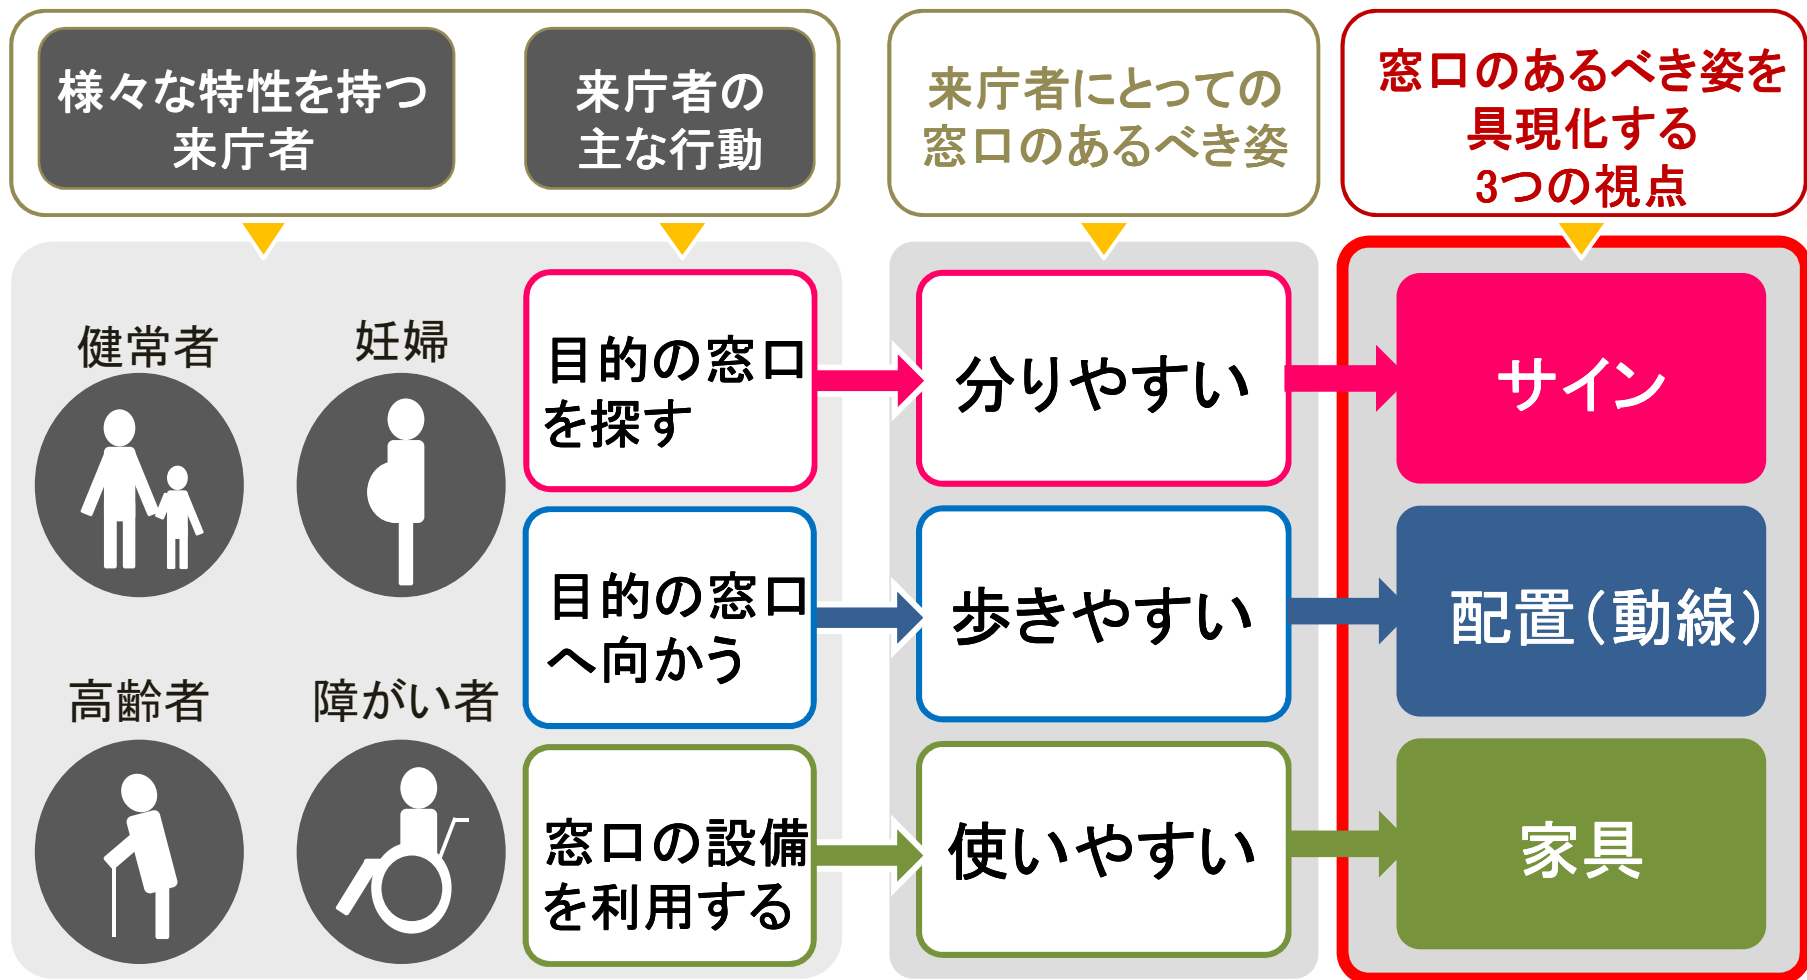 様々な特性を持つ
来庁者
来庁者の
主な行動
来庁者にとっての
窓口のあるべき姿
窓口のあるべき姿を
具現化する
3つの視点
健常者
妊婦
高齢者
障がい者
目的の窓口
を探す
分りやすい
サイン
目的の窓口
へ向かう
歩きやすい
配置(動線)
窓口の設備
を利用する
使いやすい
家具